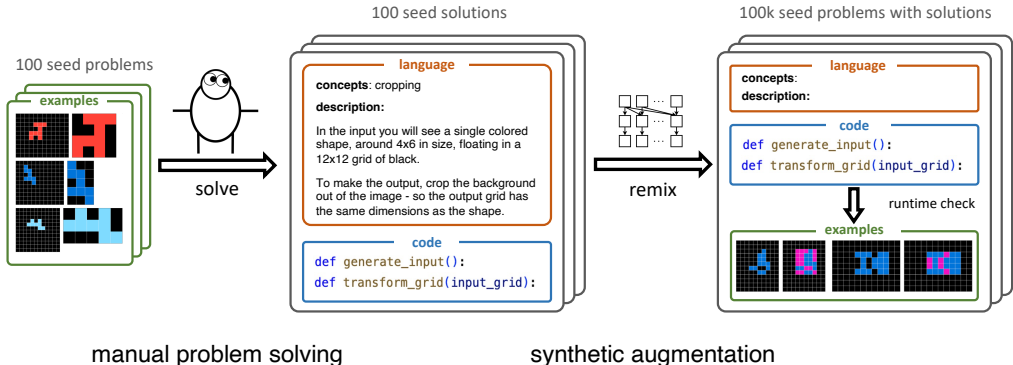 100 seed problems
examples
solve
100 seed solutions
language
concepts: cropping
description:
In the input you will see a single colored
shape, around 4x6 in size, floating in a
12x12 grid of black.
To make the output, crop the background
out of the image - so the output grid has
the same dimensions as the shape.
code
def generate_input():
def transform_grid(input_grid):
remix
100k seed problems with solutions
language
concepts:
description:
code
def generate_input():
def transform_grid(input_grid):
runtime check
examples
manual problem solving
synthetic augmentation